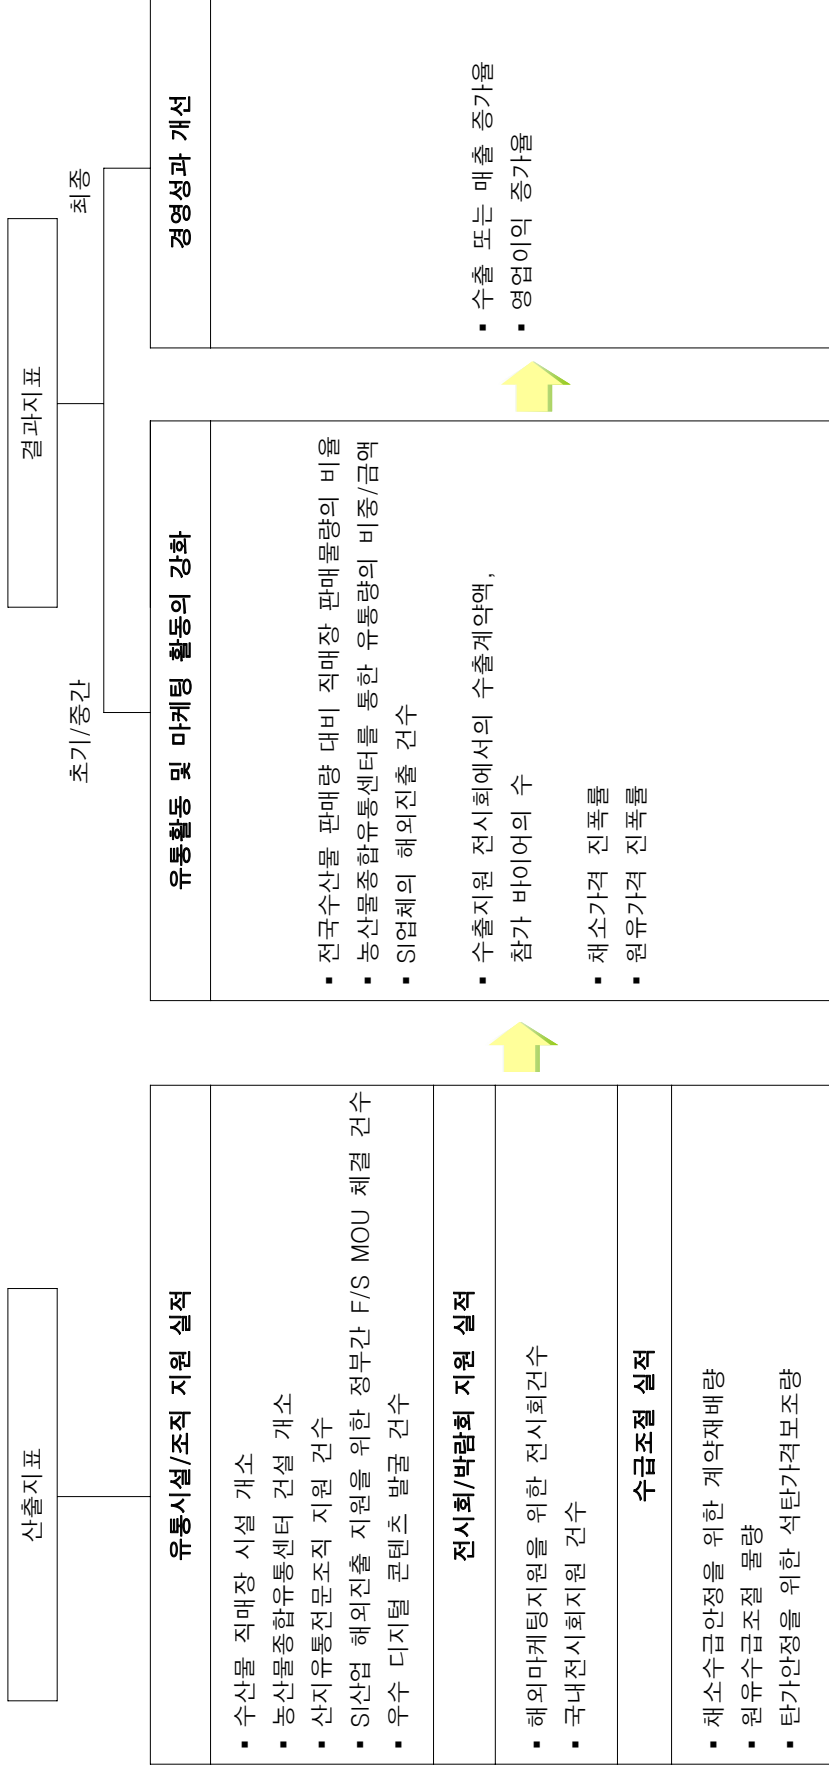 산출지표
유통시설/조직 지원 실적
▪ 수산물 직매장 시설 개소
▪ 농산물종합유통센터 건설 개소
▪ 산지유통전문조직 지원 건수
▪ SI산업 해외진출 지원을 위한 정부간 F/S MOU 체결 건수
▪ 우수 디지털 콘텐츠 발굴 건수
전시회/박람회 지원 실적
▪ 해외마케팅지원을 위한 전시회건수
▪ 국내전시회지원 건수
수급조절 실적
▪ 채소수급안정을 위한 계약재배량
▪ 원유수급조절 물량
▪ 탄가안정을 위한 석탄가격보조량
결과지표
초기/중간
최종
유통활동 및 마케팅 활동의 강화
▪ 전국수산물 판매량 대비 직매장 판매물량의 비율
▪ 농산물종합유통센터를 통한 유통량의 비중/금액
▪ SI업체의 해외진출 건수
▪ 수출지원 전시회에서의 수출계약액,
참가 바이어의 수
▪ 채소가격 진폭률
▪ 원유가격 진폭률
경영성과 개선
▪ 수출 또는 매출 증가율
▪ 영업이익 증가율